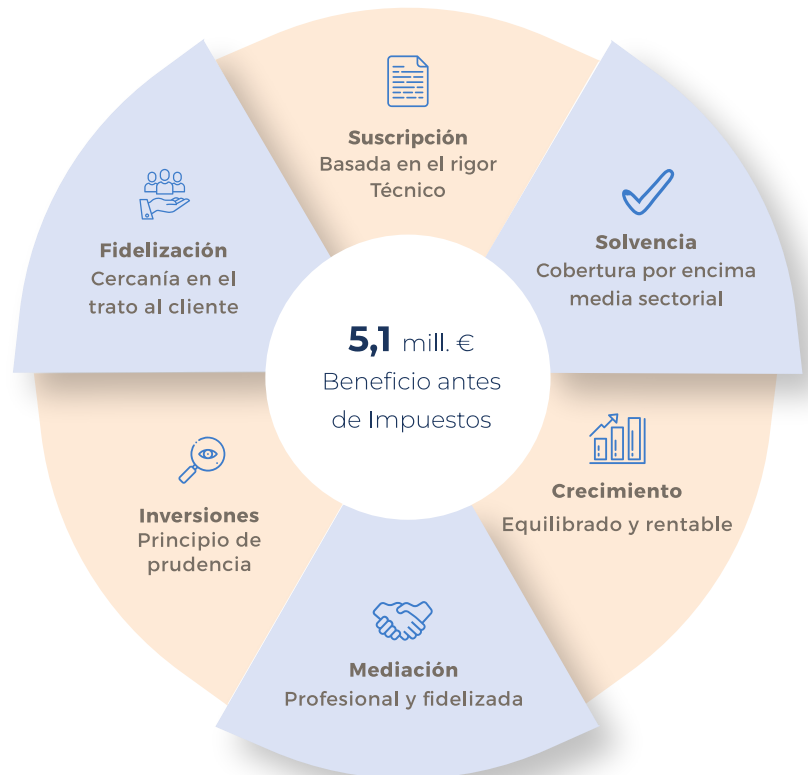 Suscripción
Basada en el rigor
Técnico
Solvencia
Cobertura por encima
media sectorial
Crecimiento
Equilibrado y rentable
Mediación
Profesional y fidelizada
Inversiones
Principio de
prudencia
Fidelización
Cercanía en el
trato al cliente
5,1 mill. €
Beneficio antes
de Impuestos